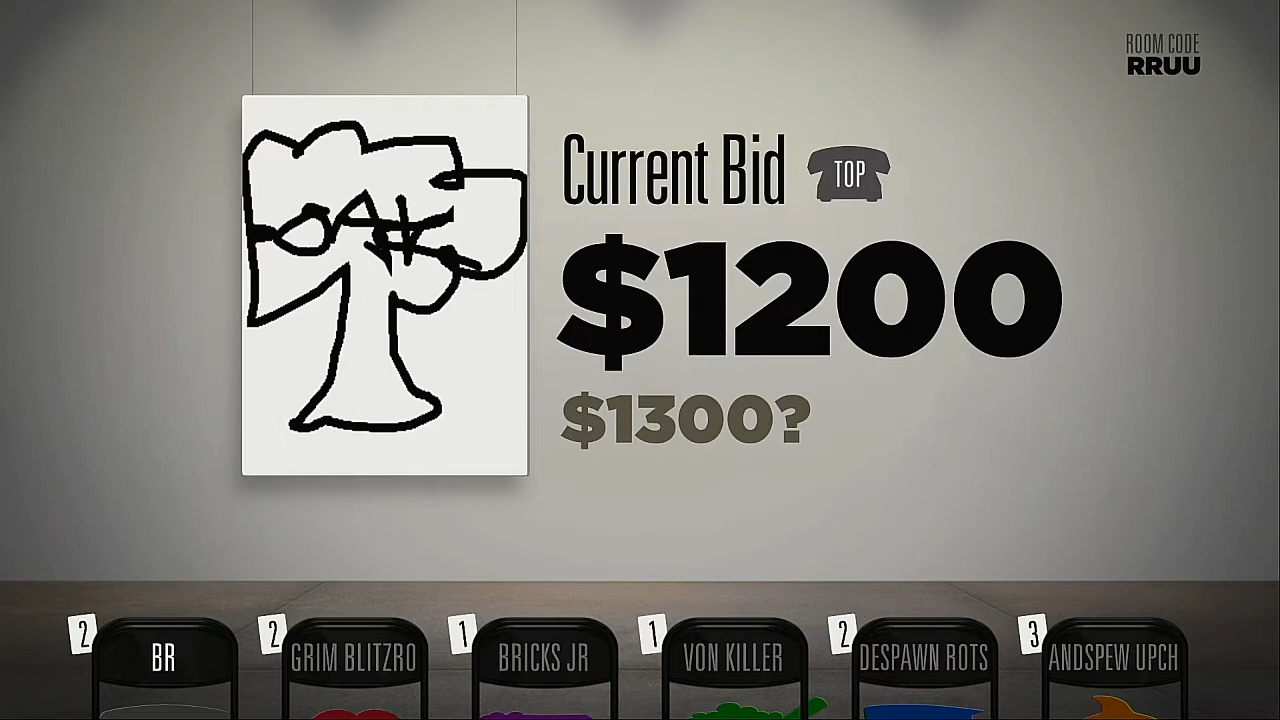 ROOM CODE
RRUU
Current Bid
TOP
$1200
$1300?
OAK
2
BR
2
GRIM BLITZRO
1
BRICKS JR
1
VON KILLER
2
DESPAWN ROTS
3
ANDSPEW UPCH